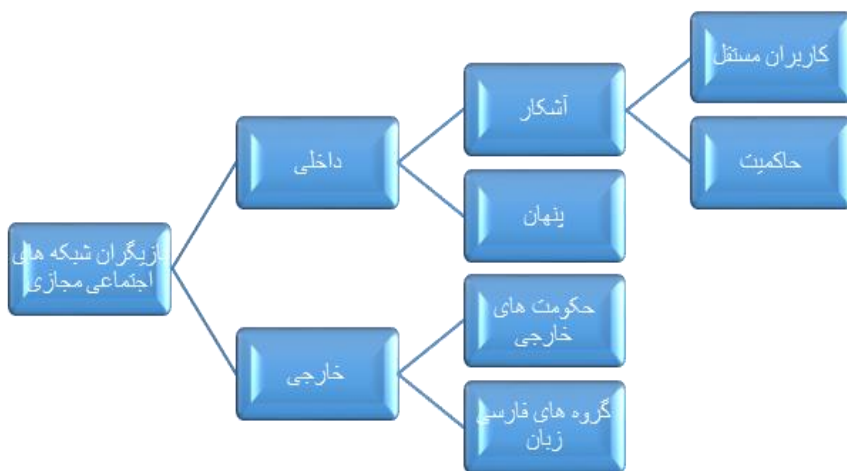 بازیگران شبکه های
اجتماعی مجازی
داخلی
آشکار
کاربران مستقل
حاکمیت
پنهان
خارجی
حکومت های
خارجی
گروه های فارسی
زبان